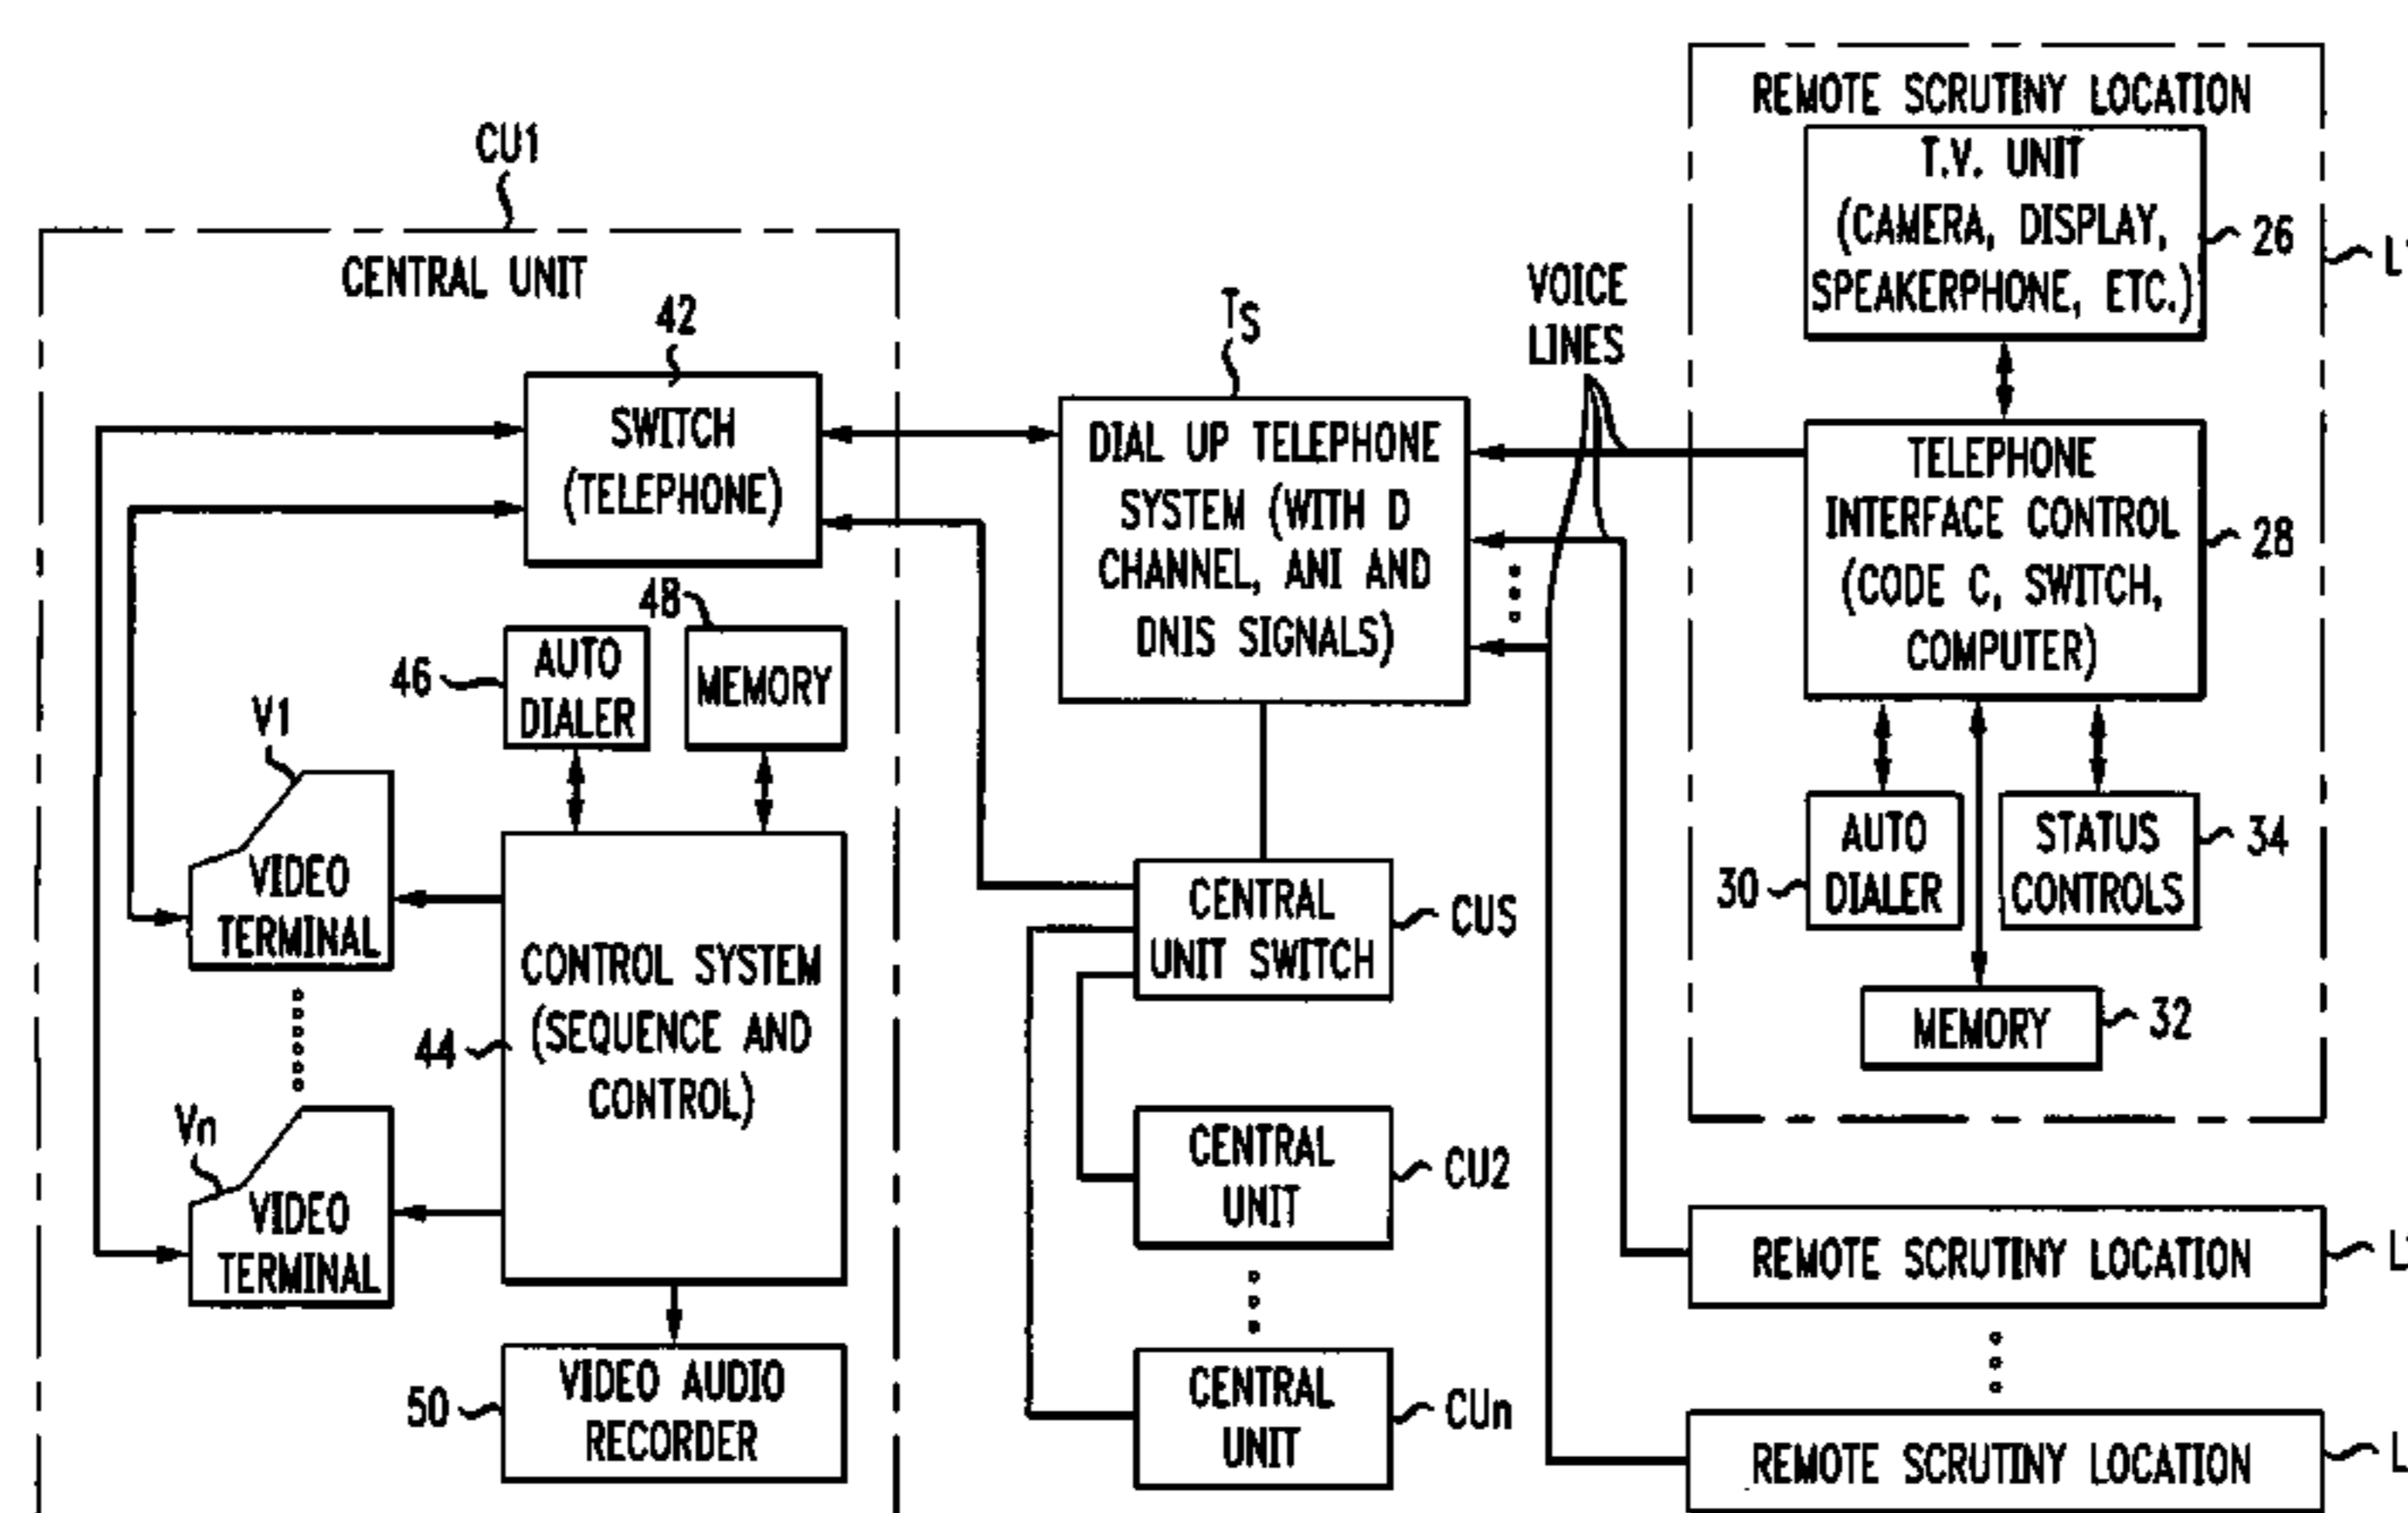 CU1
CENTRAL UNIT
42
SWITCH
(TELEPHONE)
48
46
AUTO
DIALER
MEMORY
V1
VIDEO
TERMINAL
Vn
VIDEO
TERMINAL
44
CONTROL SYSTEM
(SEQUENCE AND
CONTROL)
50
VIDEO AUDIO
RECORDER
TS
DIAL UP TELEPHONE
SYSTEM (WITH D
CHANNEL, ANI AND
DNIS SIGNALS)
VOICE
LINES
CENTRAL
UNIT SWITCH
CUS
CENTRAL
UNIT
CU2
CENTRAL
UNIT
CUn
REMOTE SCRUTINY LOCATION
T.V. UNIT
(CAMERA, DISPLAY,
SPEAKERPHONE, ETC.)
26
TELEPHONE
INTERFACE CONTROL
(CODE C, SWITCH,
COMPUTER)
28
30
AUTO
DIALER
STATUS
CONTROLS
34
MEMORY
32
REMOTE SCRUTINY LOCATION
REMOTE SCRUTINY LOCATION